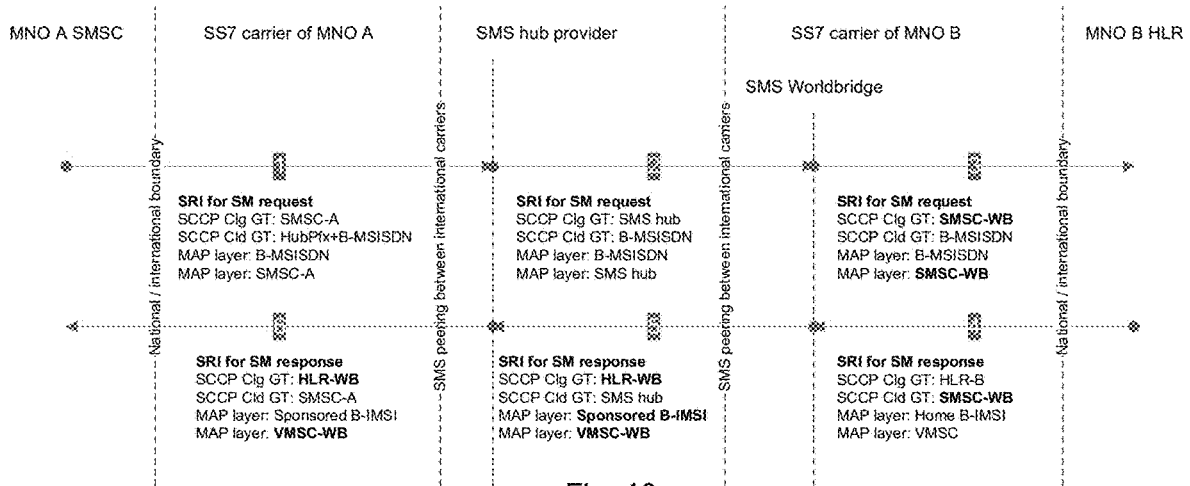 MNO A SMSC
SS7 carrier of MNO A
SMS hub provider
SS7 carrier of MNO B
MNO B HLR
SMS Worldbridge
National / international boundary
SMS peering between international carriers
SMS peering between international carriers
National / international boundary
SRI for SM request
SCCP Clg GT: SMSC-A
SCCP Cld GT: HubPfx+B-MSISDN
MAP layer: B-MSISDN
MAP layer: SMSC-A
SRI for SM request
SCCP Clg GT: SMS hub
SCCP Cld GT: B-MSISDN
MAP layer: B-MSISDN
MAP layer: SMS hub
SRI for SM request
SCCP Clg GT: SMSC-WB
SCCP Cld GT: B-MSISDN
MAP layer: B-MSISDN
MAP layer: SMSC-WB
SRI for SM response
SCCP Clg GT: HLR-WB
SCCP Cld GT: SMSC-A
MAP layer: Sponsored B-IMSI
MAP layer: VMSC-WB
SRI for SM response
SCCP Clg GT: HLR-WB
SCCP Cld GT: SMS hub
MAP layer: Sponsored B-IMSI
MAP layer: VMSC-WB
SRI for SM response
SCCP Clg GT: HLR-B
SCCP Cld GT: SMSC-WB
MAP layer: Home B-IMSI
MAP layer: VMSC